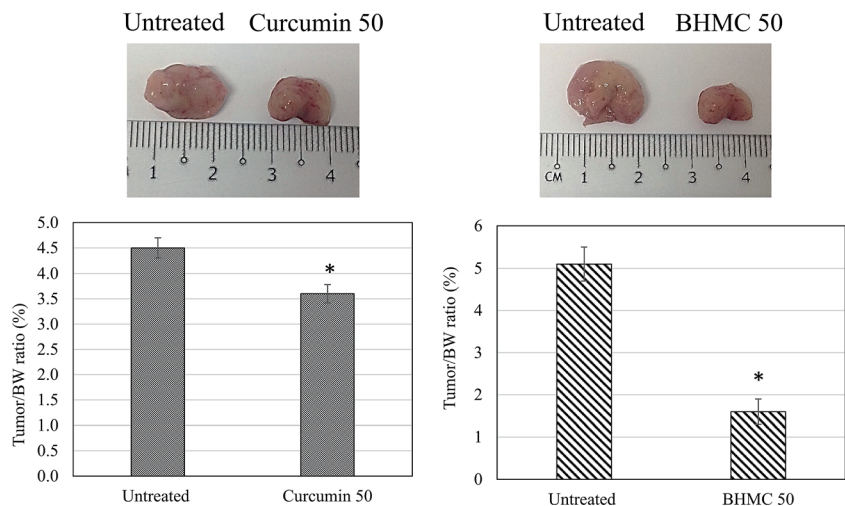 Untreated Curcumin 50
1 2 3 4
Untreated BHMC 50
CM 1 2 3 4
Tumor/BW ratio (%)
5.0
4.5
4.0
3.5
3.0
2.5
2.0
1.5
1.0
0.5
0.0
*
Untreated Curcumin 50
Tumor/BW ratio (%)
6
5
4
3
2
1
0
*
Untreated BHMC 50